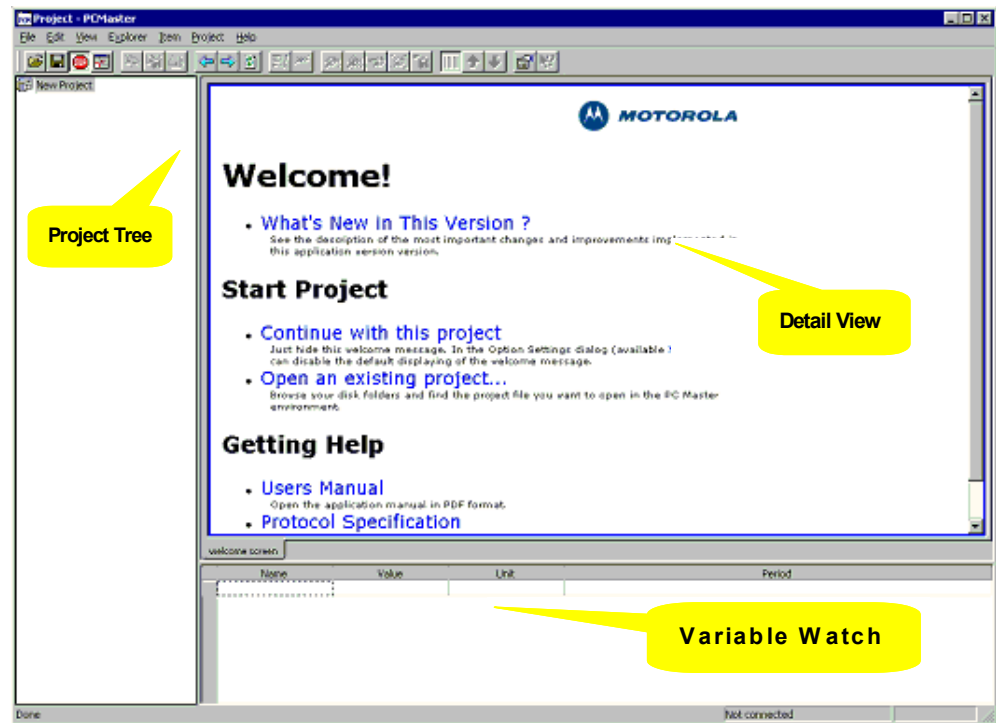 Project - PCMaster
File Edit View Explorer Item Project Help
New Project
MOTOROLA
Welcome!
What's New in This Version ?
See the description of the most important changes and improvements implemented in
this application version version.
Project Tree
Start Project
Detail View
Continue with this project
Just hide this welcome message. In the Option Settings dialog (available
can disable the default displaying of the welcome message.
Open an existing project...
Browse your disk folders and find the project file you want to open in the PC Master
environment.
Getting Help
Users Manual
Open the application manual in PDF format.
Protocol Specification
welcome screen
Name Value Unit Period
Variable Watch
Done Not connected